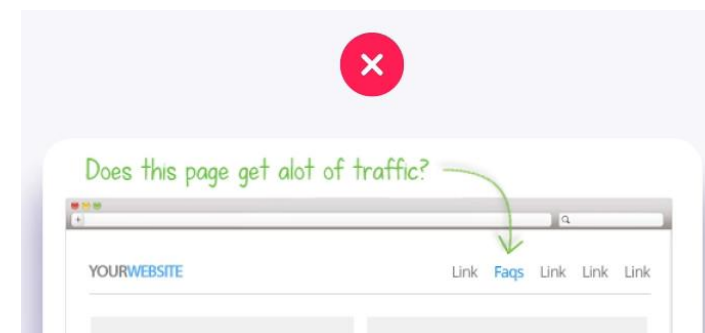 Does this page get alot of traffic?
YOURWEBSITE
Link Faqs Link Link Link